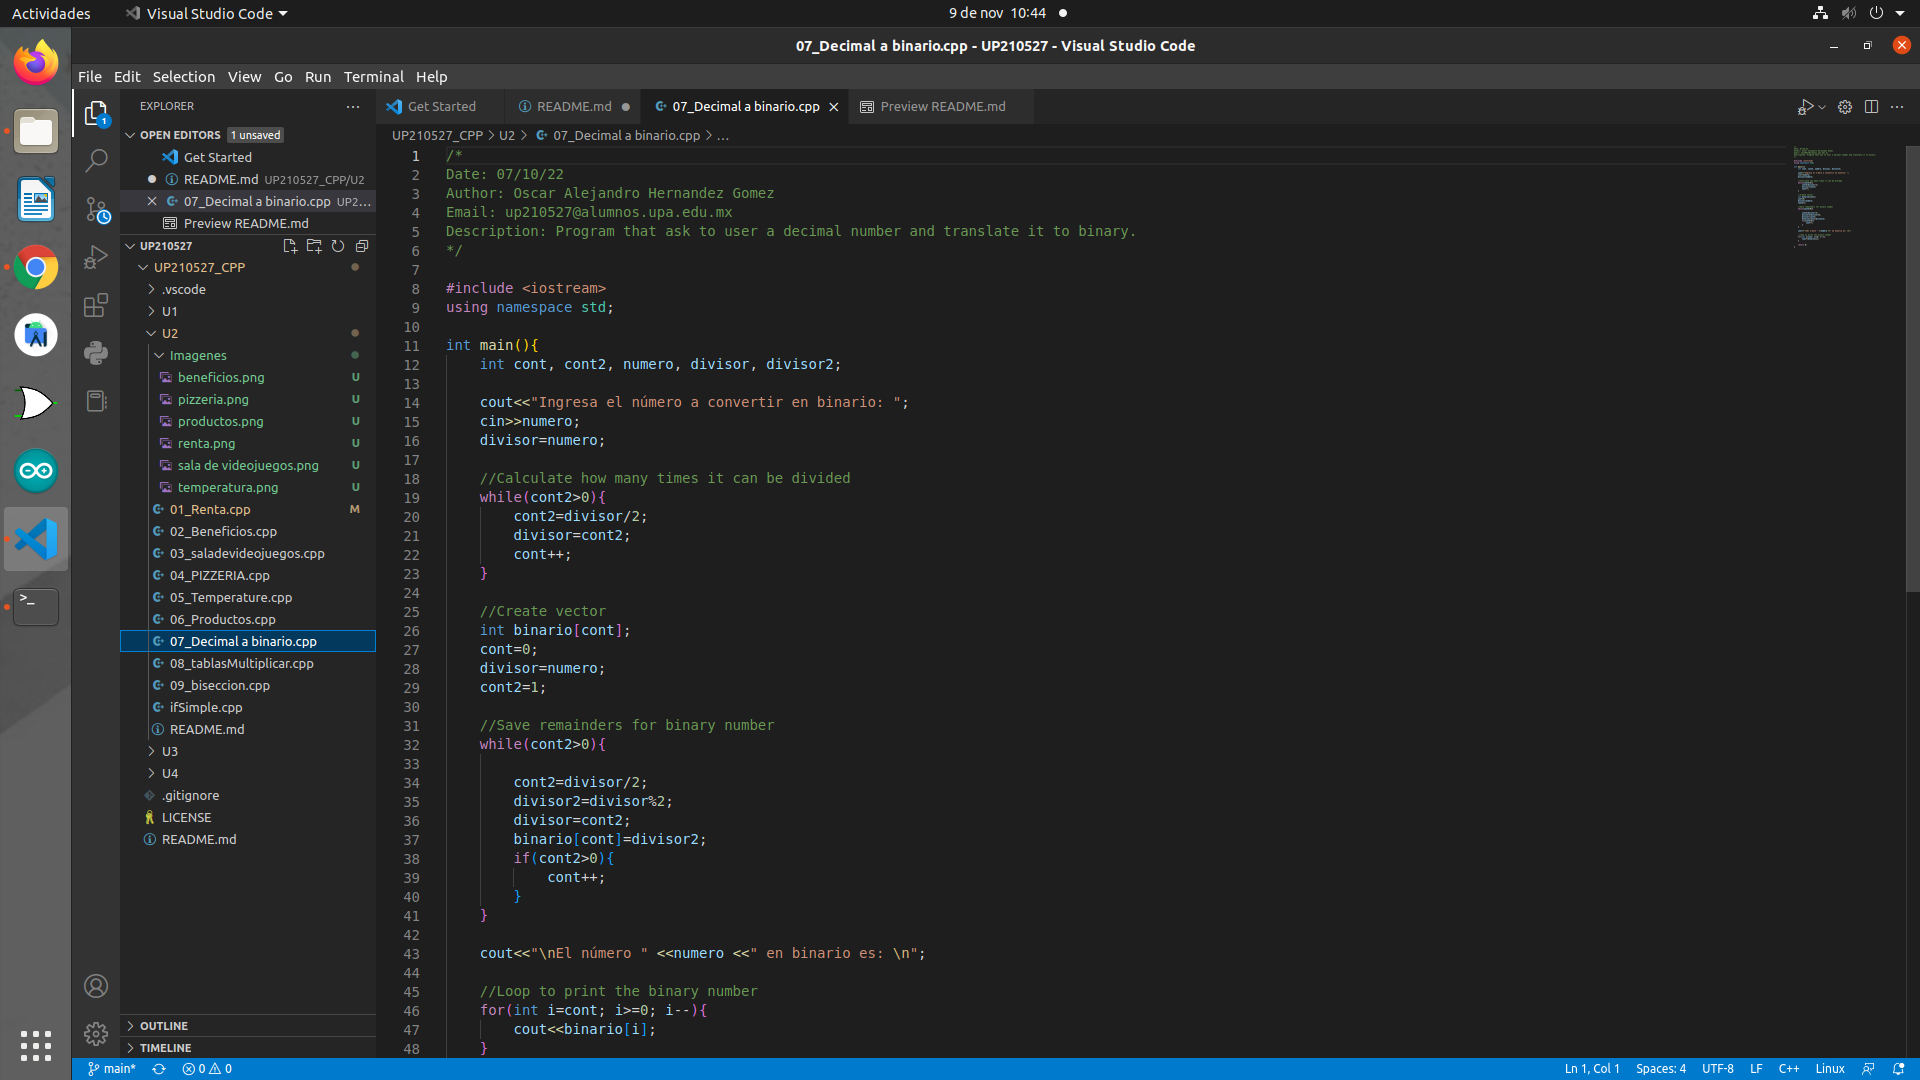 Actividades
Visual Studio Code
9 de nov 10:44
07_Decimal a binario.cpp - UP210527 - Visual Studio Code
File Edit Selection View Go Run Terminal Help
EXPLORER
OPEN EDITORS 1 unsaved
Get Started
README.md UP210527_CPP/U2
07_Decimal a binario.cpp UP2...
Preview README.md
UP210527
UP210527_CPP
.vscode
U1
U2
Imagenes
beneficios.png U
pizzeria.png U
productos.png U
renta.png U
sala de videojuegos.png U
temperatura.png U
01_Renta.cpp M
02_Beneficios.cpp
03_saladevideojuegos.cpp
04_PIZZERIA.cpp
05_Temperature.cpp
06_Productos.cpp
07_Decimal a binario.cpp
08_tablasMultiplicar.cpp
09_biseccion.cpp
ifSimple.cpp
README.md
U3
U4
.gitignore
LICENSE
README.md
OUTLINE
TIMELINE
Get Started
README.md
07_Decimal a binario.cpp
Preview README.md
UP210527_CPP > U2 > 07_Decimal a binario.cpp > ...
1 /*
2 Date: 07/10/22
3 Author: Oscar Alejandro Hernandez Gomez
4 Email: up210527@alumnos.upa.edu.mx
5 Description: Program that ask to user a decimal number and translate it to binary.
6 */
7
8 #include <iostream>
9 using namespace std;
10
11 int main(){
12 int cont, cont2, numero, divisor, divisor2;
13
14 cout<<"Ingresa el número a convertir en binario: ";
15 cin>>numero;
16 divisor=numero;
17
18 //Calculate how many times it can be divided
19 while(cont2>0){
20 cont2=divisor/2;
21 divisor=cont2;
22 cont++;
23 }
24
25 //Create vector
26 int binario[cont];
27 cont=0;
28 divisor=numero;
29 cont2=1;
30
31 //Save remainders for binary number
32 while(cont2>0){
33
34 cont2=divisor/2;
35 divisor2=divisor%2;
36 divisor=cont2;
37 binario[cont]=divisor2;
38 if(cont2>0){
39 cont++;
40 }
41 }
42
43 cout<<"\nEl número " <<numero <<" en binario es: \n";
44
45 //Loop to print the binary number
46 for(int i=cont; i>=0; i--){
47 cout<<binario[i];
48 }
main* 0 0
Ln 1, Col 1 Spaces: 4 UTF-8 LF C++ Linux